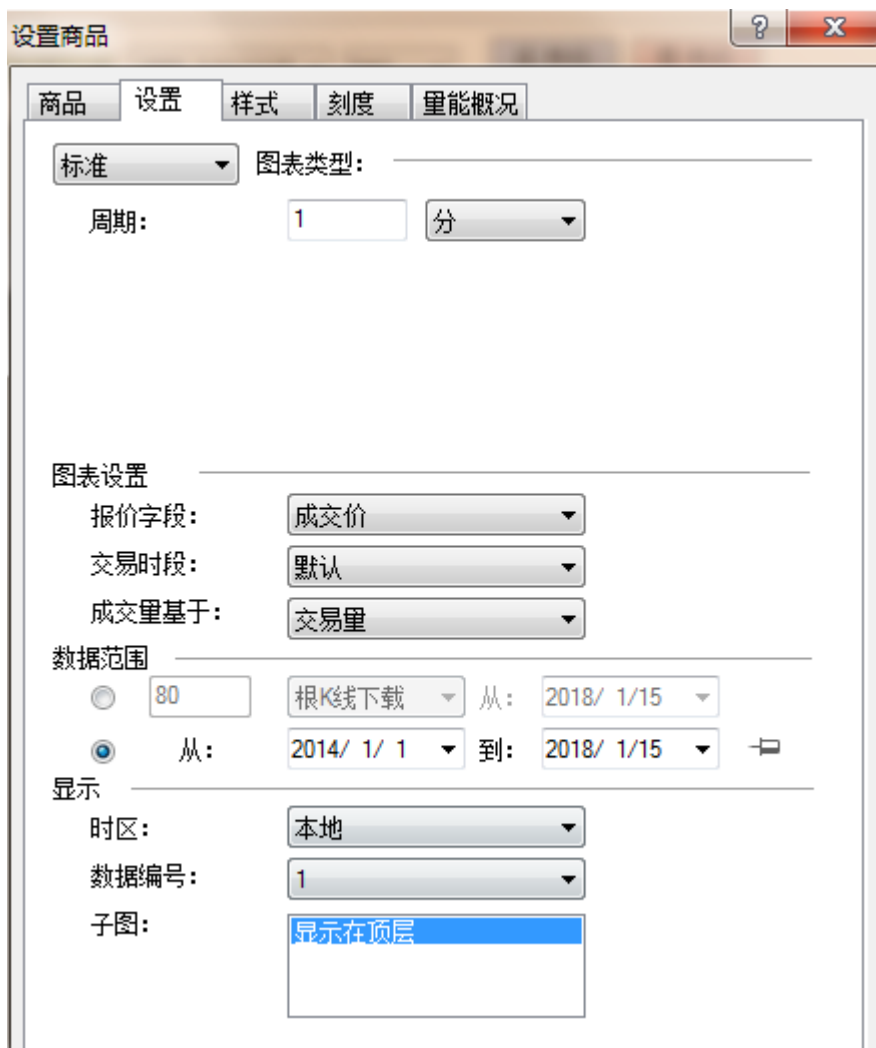 设置商品
商品 设置 样式 刻度 量能概况
标准 图表类型:
周期: 1 分
图表设置
报价字段: 成交价
交易时段: 默认
成交量基于: 交易量
数据范围
80 根K线下载 从: 2018/ 1/15
从: 2014/ 1/ 1 到: 2018/ 1/15
显示
时区: 本地
数据编号: 1
子图: 显示在顶层